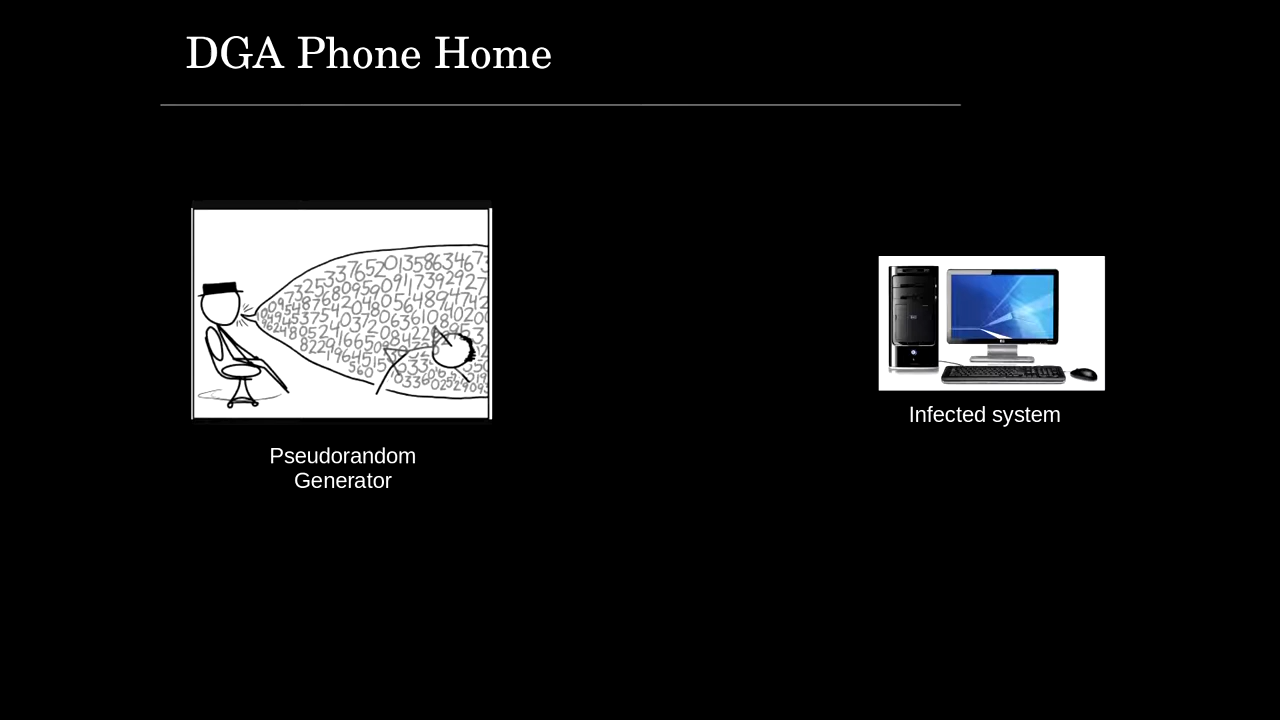 DGA Phone Home
Pseudorandom
Generator
Infected system